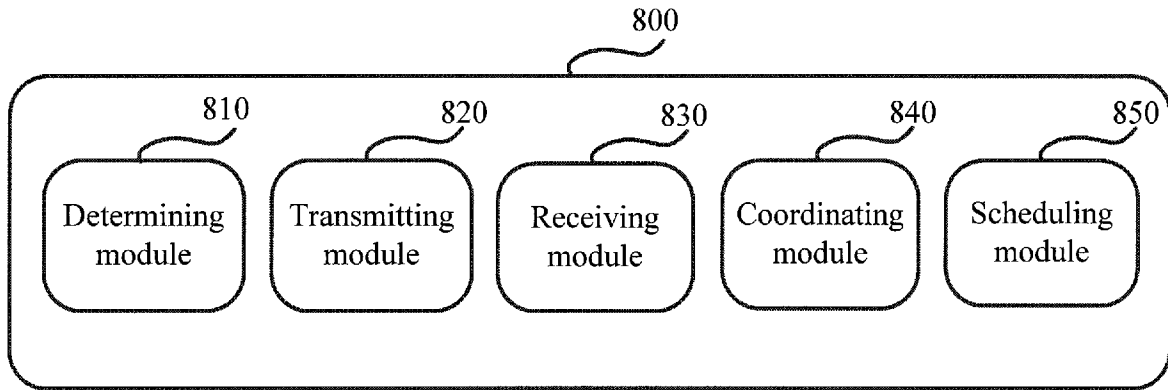 800
810
820
830
840
850
Determining
module
Transmitting
module
Receiving
module
Coordinating
module
Scheduling
module